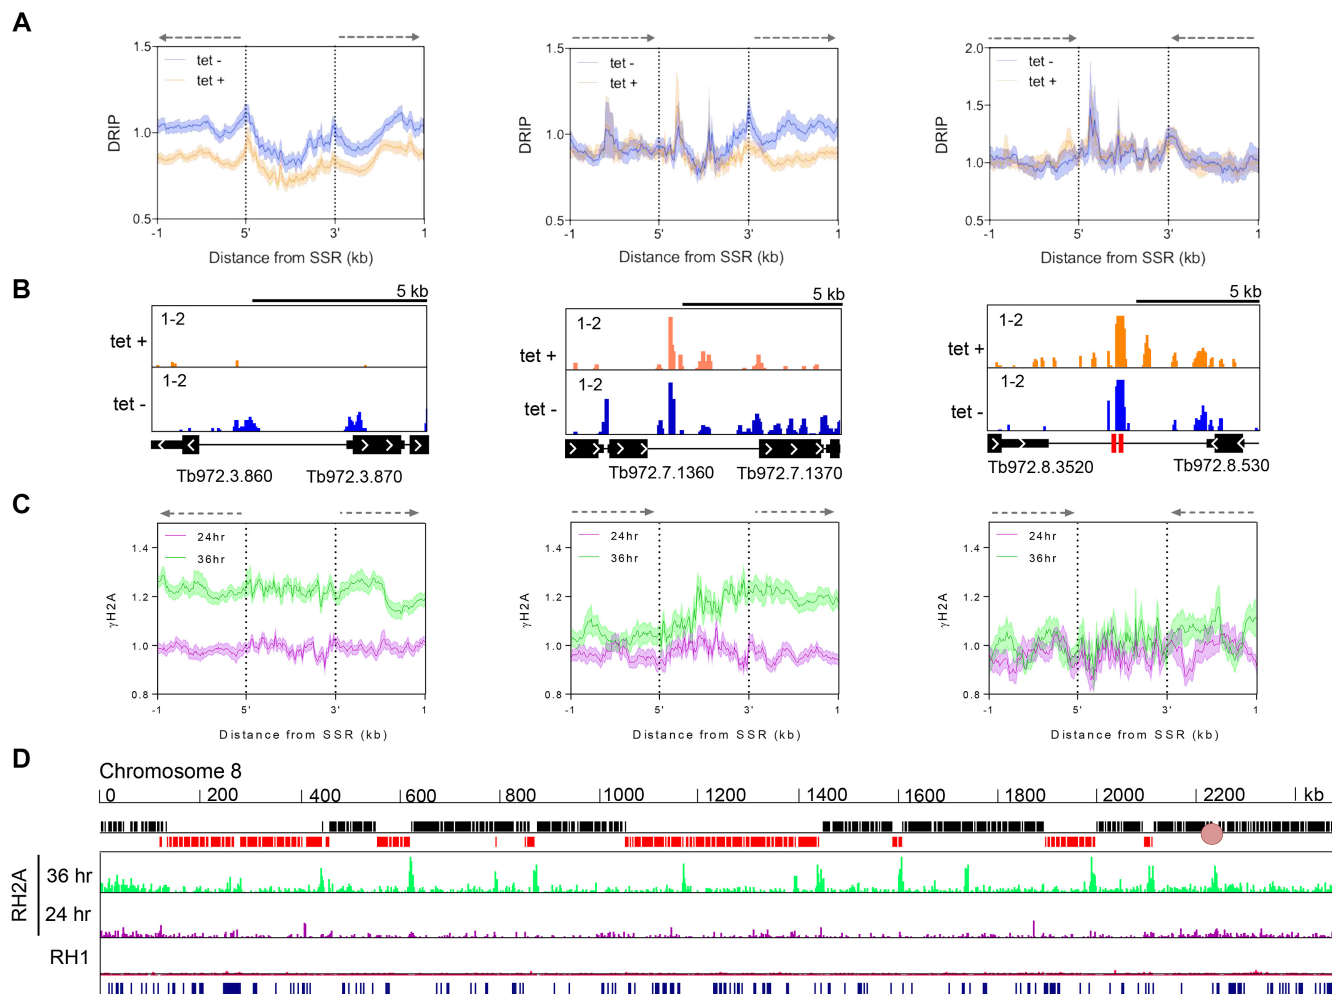 A
1.5
1.0
0.5
DRIP
tet -
tet +
-1
5'
3'
1
Distance from SSR (kb)
1.5
1.0
0.5
DRIP
tet -
tet +
-1
5'
3'
1
Distance from SSR (kb)
2.0
1.5
1.0
0.5
DRIP
tet -
tet +
-1
5'
3'
1
Distance from SSR (kb)
B
5 kb
tet +
1-2
tet -
1-2
Tb972.3.860
Tb972.3.870
5 kb
tet +
1-2
tet -
1-2
Tb972.7.1360
Tb972.7.1370
5 kb
tet +
1-2
tet -
1-2
Tb972.8.3520
Tb972.8.530
C
1.4
1.2
1.0
0.8
γH2A
24hr
36hr
-1
5'
3'
1
Distance from SSR (kb)
1.4
1.2
1.0
0.8
γH2A
24hr
36hr
-1
5'
3'
1
Distance from SSR (kb)
1.4
1.2
1.0
0.8
γH2A
24hr
36hr
-1
5'
3'
1
Distance from SSR (kb)
D
Chromosome 8
0 200 400 600 800 1000 1200 1400 1600 1800 2000 2200 kb
RH2A
36 hr
24 hr
RH1